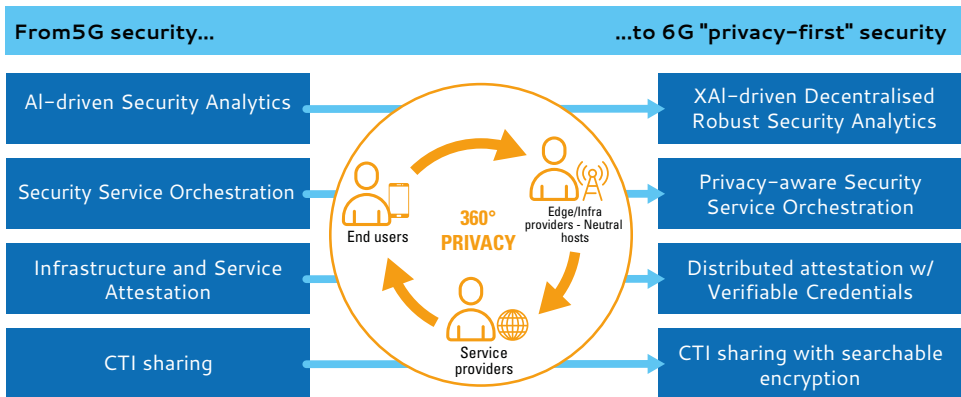 From5G security...
...to 6G "privacy-first" security
AI-driven Security Analytics
XAI-driven Decentralised
Robust Security Analytics
Security Service Orchestration
Privacy-aware Security
Service Orchestration
Infrastructure and Service
Attestation
Distributed attestation w/
Verifiable Credentials
CTI sharing
CTI sharing with searchable
encryption
360°
PRIVACY
End users
Edge/Infra
providers - Neutral
hosts
Service
providers